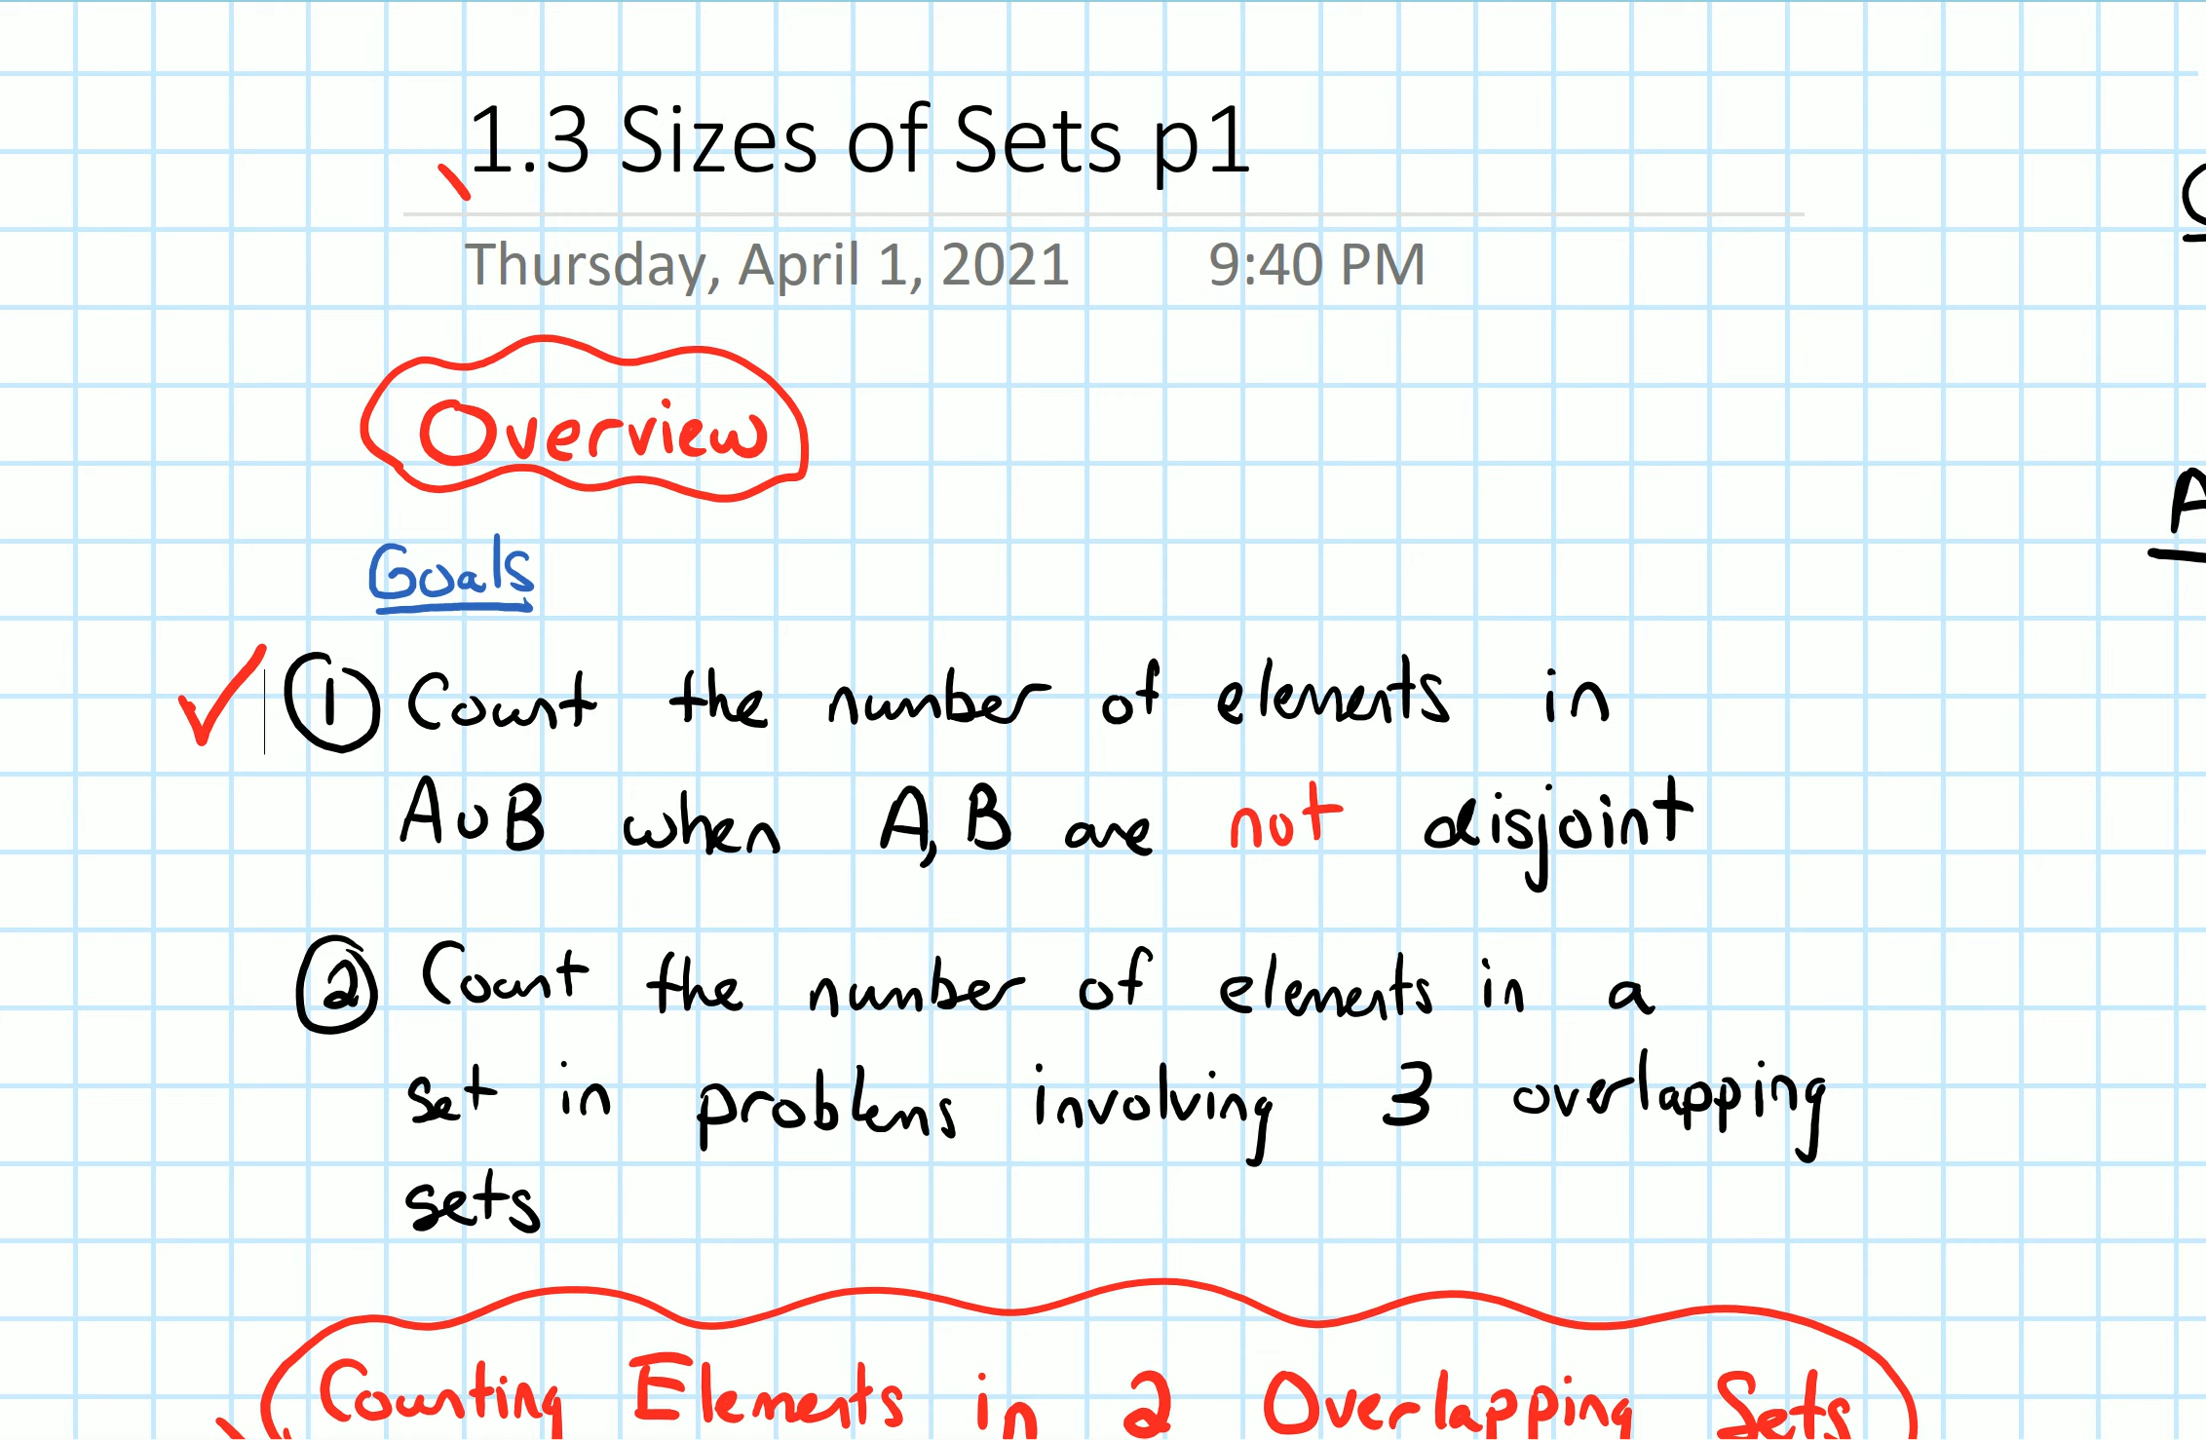 1.3 Sizes of Sets p1
Thursday, April 1, 2021 9:40 PM
Overview
Goals
① Count the number of elements in
A∪B when A, B are not disjoint
② Count the number of elements in a
set in problems involving 3 overlapping
sets
Counting Elements in 2 Overlapping Sets